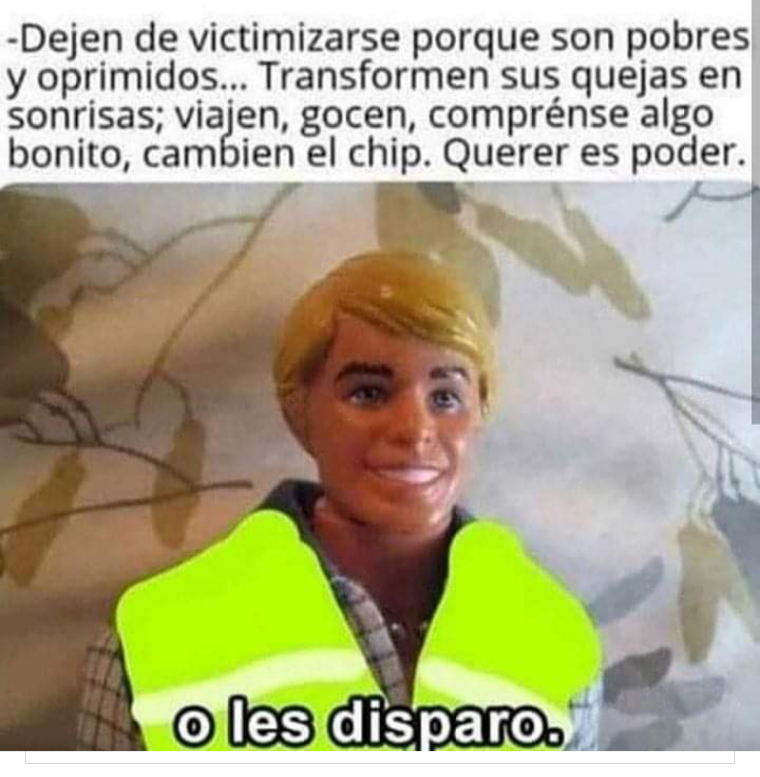 -Dejen de victimizarse porque son pobres
y oprimidos... Transformen sus quejas en
sonrisas; viajen, gocen, comprénse algo
bonito, cambien el chip. Querer es poder.
o les disparo.